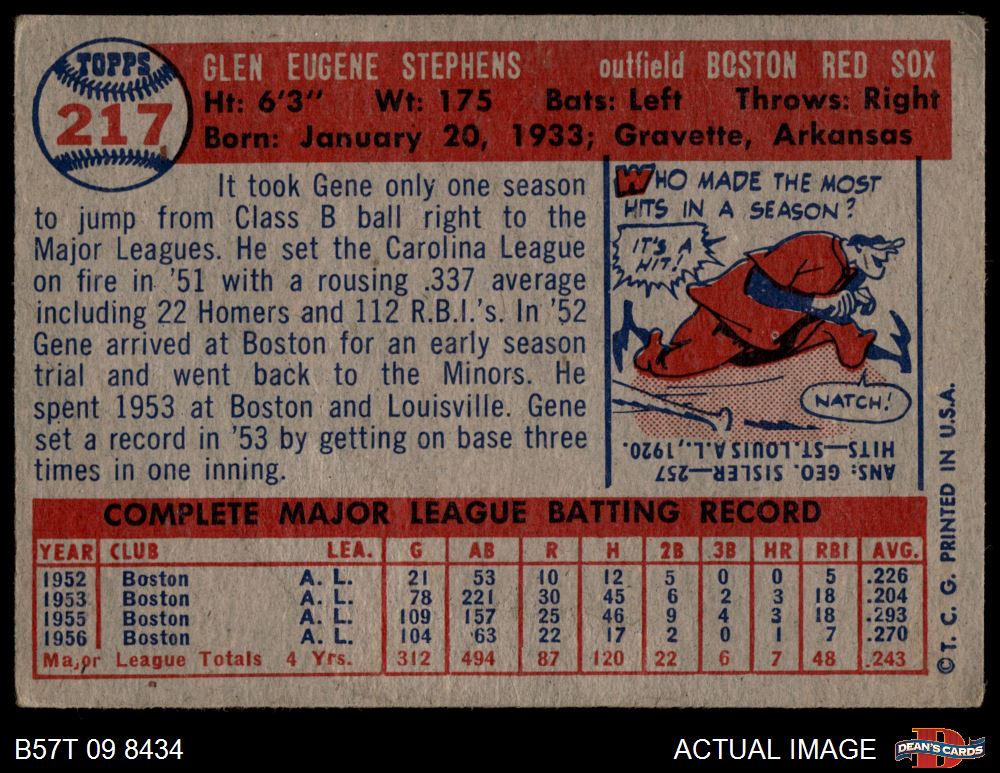 TOPPS
217
GLEN EUGENE STEPHENS outfield BOSTON RED SOX
Ht: 6'3" Wt: 175 Bats: Left Throws: Right
Born: January 20, 1933; Gravette, Arkansas
It took Gene only one season
to jump from Class B ball right to the
Major Leagues. He set the Carolina League
on fire in '51 with a rousing .337 average
including 22 Homers and 112 R.B.I.'s. In '52
Gene arrived at Boston for an early season
trial and went back to the Minors. He
spent 1953 at Boston and Louisville. Gene
set a record in '53 by getting on base three
times in one inning.
WHO MADE THE MOST
HITS IN A SEASON?
IT'S A
HIT!
NATCH!
ANS: GEO. SISLER—257
HITS—ST. LOUIS A.L., 1920.
COMPLETE MAJOR LEAGUE BATTING RECORD
YEAR CLUB LEA. G AB R H 2B 3B HR RBI AVG.
1952 Boston A. L. 21 53 10 12 5 0 0 5 .226
1953 Boston A. L. 78 221 30 45 6 2 3 18 .204
1955 Boston A. L. 109 157 25 46 9 4 3 18 .293
1956 Boston A. L. 104 63 22 17 2 0 1 7 .270
Major League Totals 4 Yrs. 312 494 87 120 22 6 7 48 .243
© T. C. G. PRINTED IN U.S.A.
B57T 09 8434
ACTUAL IMAGE
DEAN'S CARDS